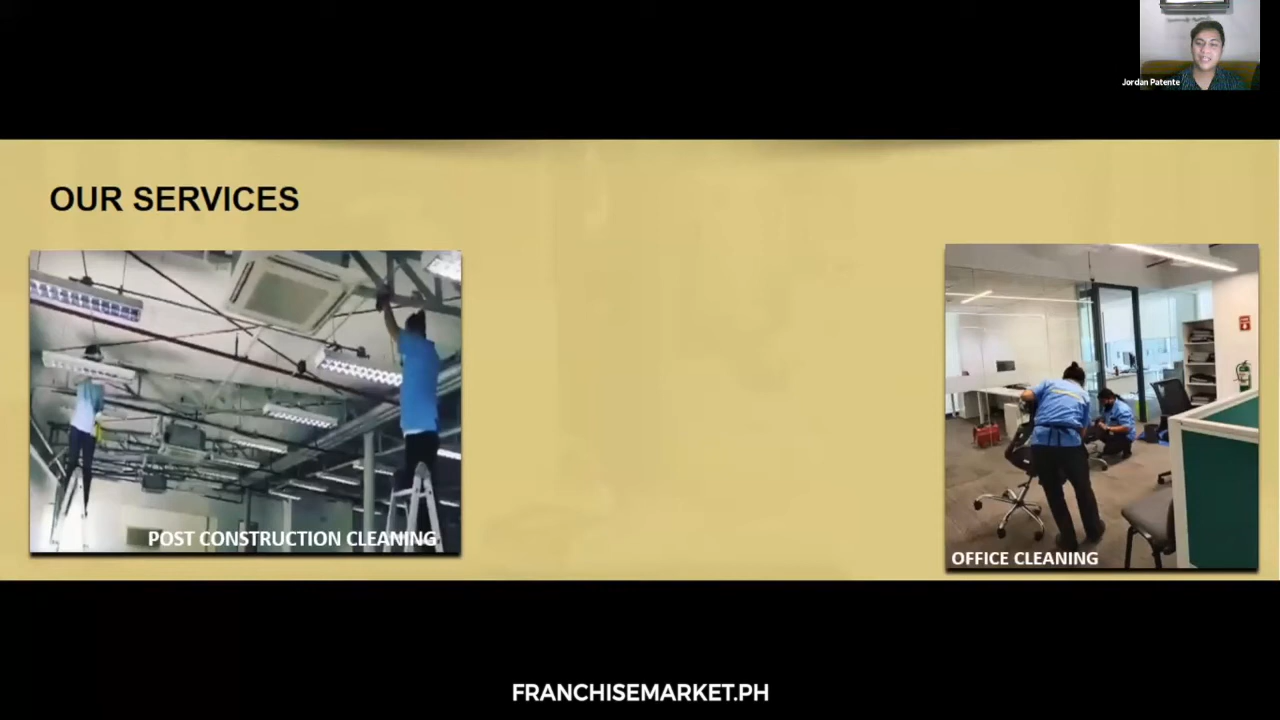 Jordan Patente
OUR SERVICES
POST CONSTRUCTION CLEANING
OFFICE CLEANING
FRANCHISEMARKET.PH